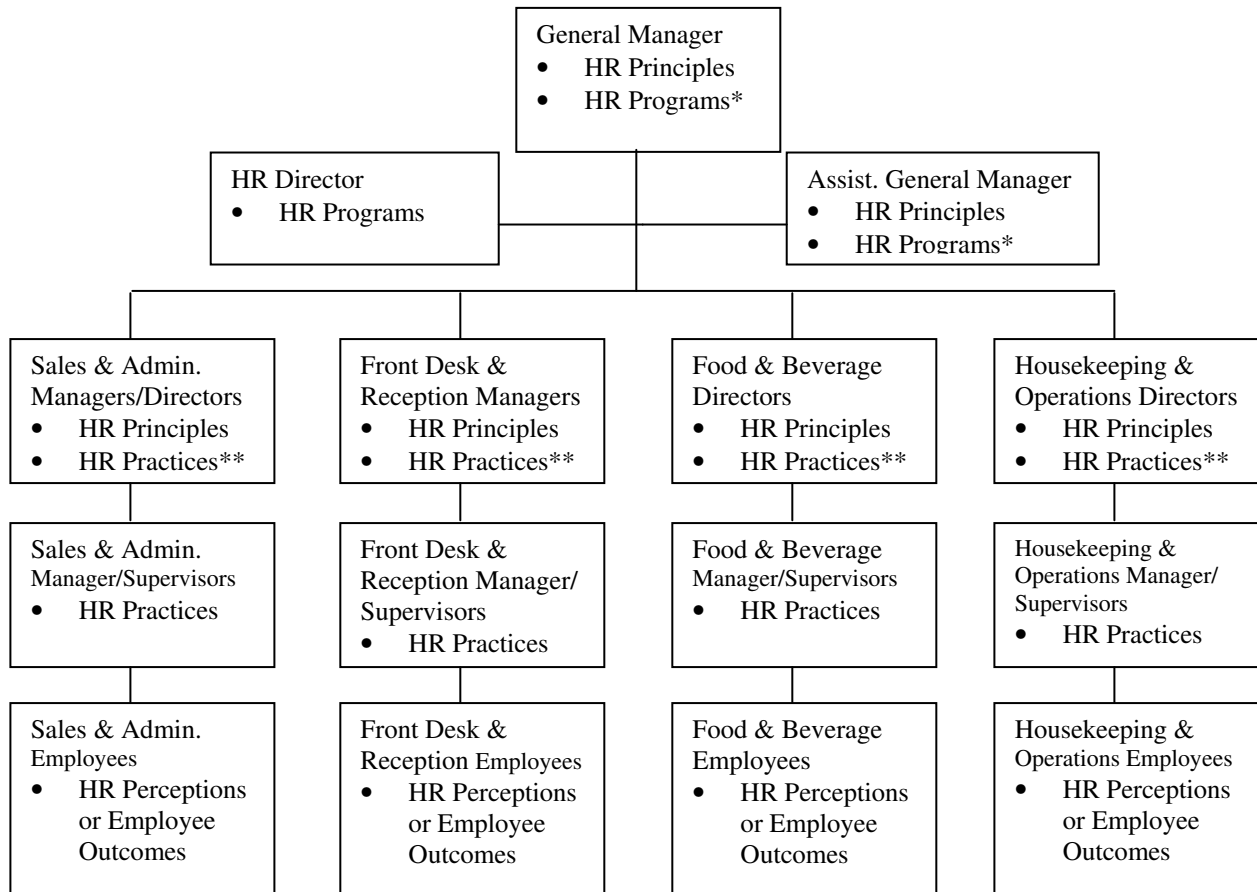 General Manager
• HR Principles
• HR Programs*
HR Director
• HR Programs
Assist. General Manager
• HR Principles
• HR Programs*
Sales & Admin.
Managers/Directors
• HR Principles
• HR Practices**
Front Desk &
Reception Managers
• HR Principles
• HR Practices**
Food & Beverage
Directors
• HR Principles
• HR Practices**
Housekeeping &
Operations Directors
• HR Principles
• HR Practices**
Sales & Admin.
Manager/Supervisors
• HR Practices
Front Desk &
Reception Manager/
Supervisors
• HR Practices
Food & Beverage
Manager/Supervisors
• HR Practices
Housekeeping &
Operations Manager/
Supervisors
• HR Practices
Sales & Admin.
Employees
• HR Perceptions
or Employee
Outcomes
Front Desk &
Reception Employees
• HR Perceptions
or Employee
Outcomes
Food & Beverage
Employees
• HR Perceptions
or Employee
Outcomes
Housekeeping &
Operations Employees
• HR Perceptions
or Employee
Outcomes